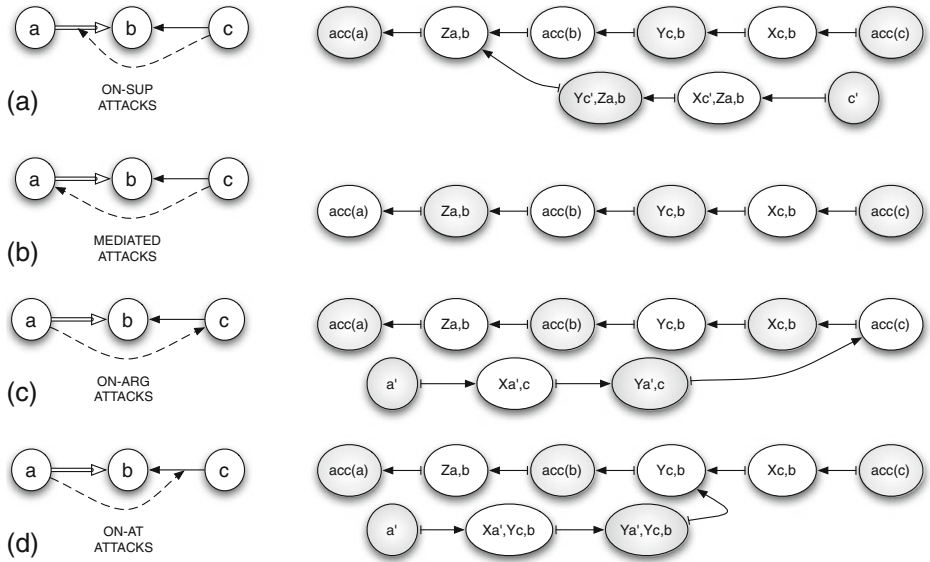 a b c acc(a) Za,b acc(b) Yc,b Xc,b acc(c)
ON-SUP
ATTACKS
Yc',Za,b Xc',Za,b c'
(a)
a b c acc(a) Za,b acc(b) Yc,b Xc,b acc(c)
MEDIATED
ATTACKS
(b)
a b c acc(a) Za,b acc(b) Yc,b Xc,b acc(c)
ON-ARG
ATTACKS
a' Xa',c Ya',c
(c)
a b c acc(a) Za,b acc(b) Yc,b Xc,b acc(c)
ON-AT
ATTACKS
a' Xa',Yc,b Ya',Yc,b
(d)